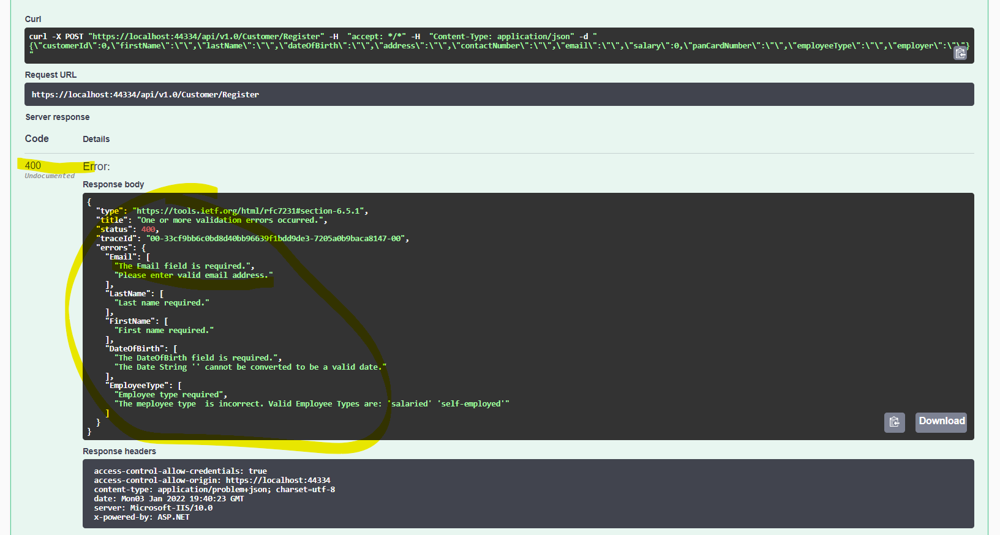 Curl
curl -X POST "https://localhost:44334/api/v1.0/Customer/Register" -H  "accept: */*" -H  "Content-Type: application/json" -d "
{\"customerId\":0,\"firstName\":\"\",\"lastName\":\"\",\"dateOfBirth\":\"\",\"address\":\"\",\"contactNumber\":\"\",\"email\":\"\",\"salary\":0,\"panCardNumber\":\"\",\"employeeType\":\"\",\"employer\":\"\"}
"
Request URL
https://localhost:44334/api/v1.0/Customer/Register
Server response
Code Details
400 Error:
Undocumented
Response body
{
  "type": "https://tools.ietf.org/html/rfc7231#section-6.5.1",
  "title": "One or more validation errors occurred.",
  "status": 400,
  "traceId": "00-33cf9bb6c0bd8d40bb96639f1bdd9de3-7205a0b9baca8147-00",
  "errors": {
    "Email": [
      "The Email field is required.",
      "Please enter valid email address."
    ],
    "LastName": [
      "Last name required."
    ],
    "FirstName": [
      "First name required."
    ],
    "DateOfBirth": [
      "The DateOfBirth field is required.",
      "The Date String '' cannot be converted to be a valid date."
    ],
    "EmployeeType": [
      "Employee type required",
      "The meployee type  is incorrect. Valid Employee Types are: 'salaried' 'self-employed'"
    ]
  }
}
Download
Response headers
access-control-allow-credentials: true
access-control-allow-origin: https://localhost:44334
content-type: application/problem+json; charset=utf-8
date: Mon03 Jan 2022 19:40:23 GMT
server: Microsoft-IIS/10.0
x-powered-by: ASP.NET